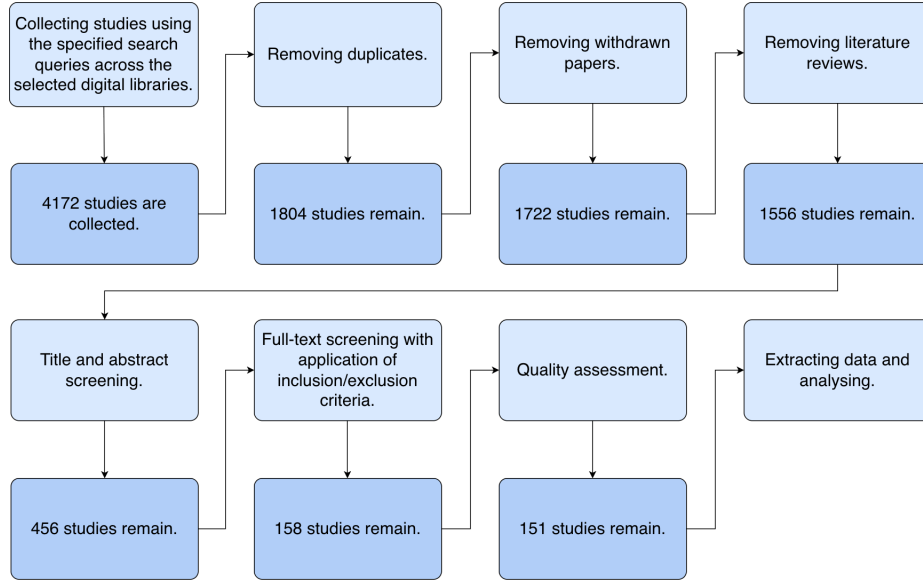 Collecting studies using
the specified search
queries across the
selected digital libraries.
Removing duplicates.
Removing withdrawn
papers.
Removing literature
reviews.
4172 studies are
collected.
1804 studies remain.
1722 studies remain.
1556 studies remain.
Title and abstract
screening.
Full-text screening with
application of
inclusion/exclusion
criteria.
Quality assessment.
Extracting data and
analysing.
456 studies remain.
158 studies remain.
151 studies remain.